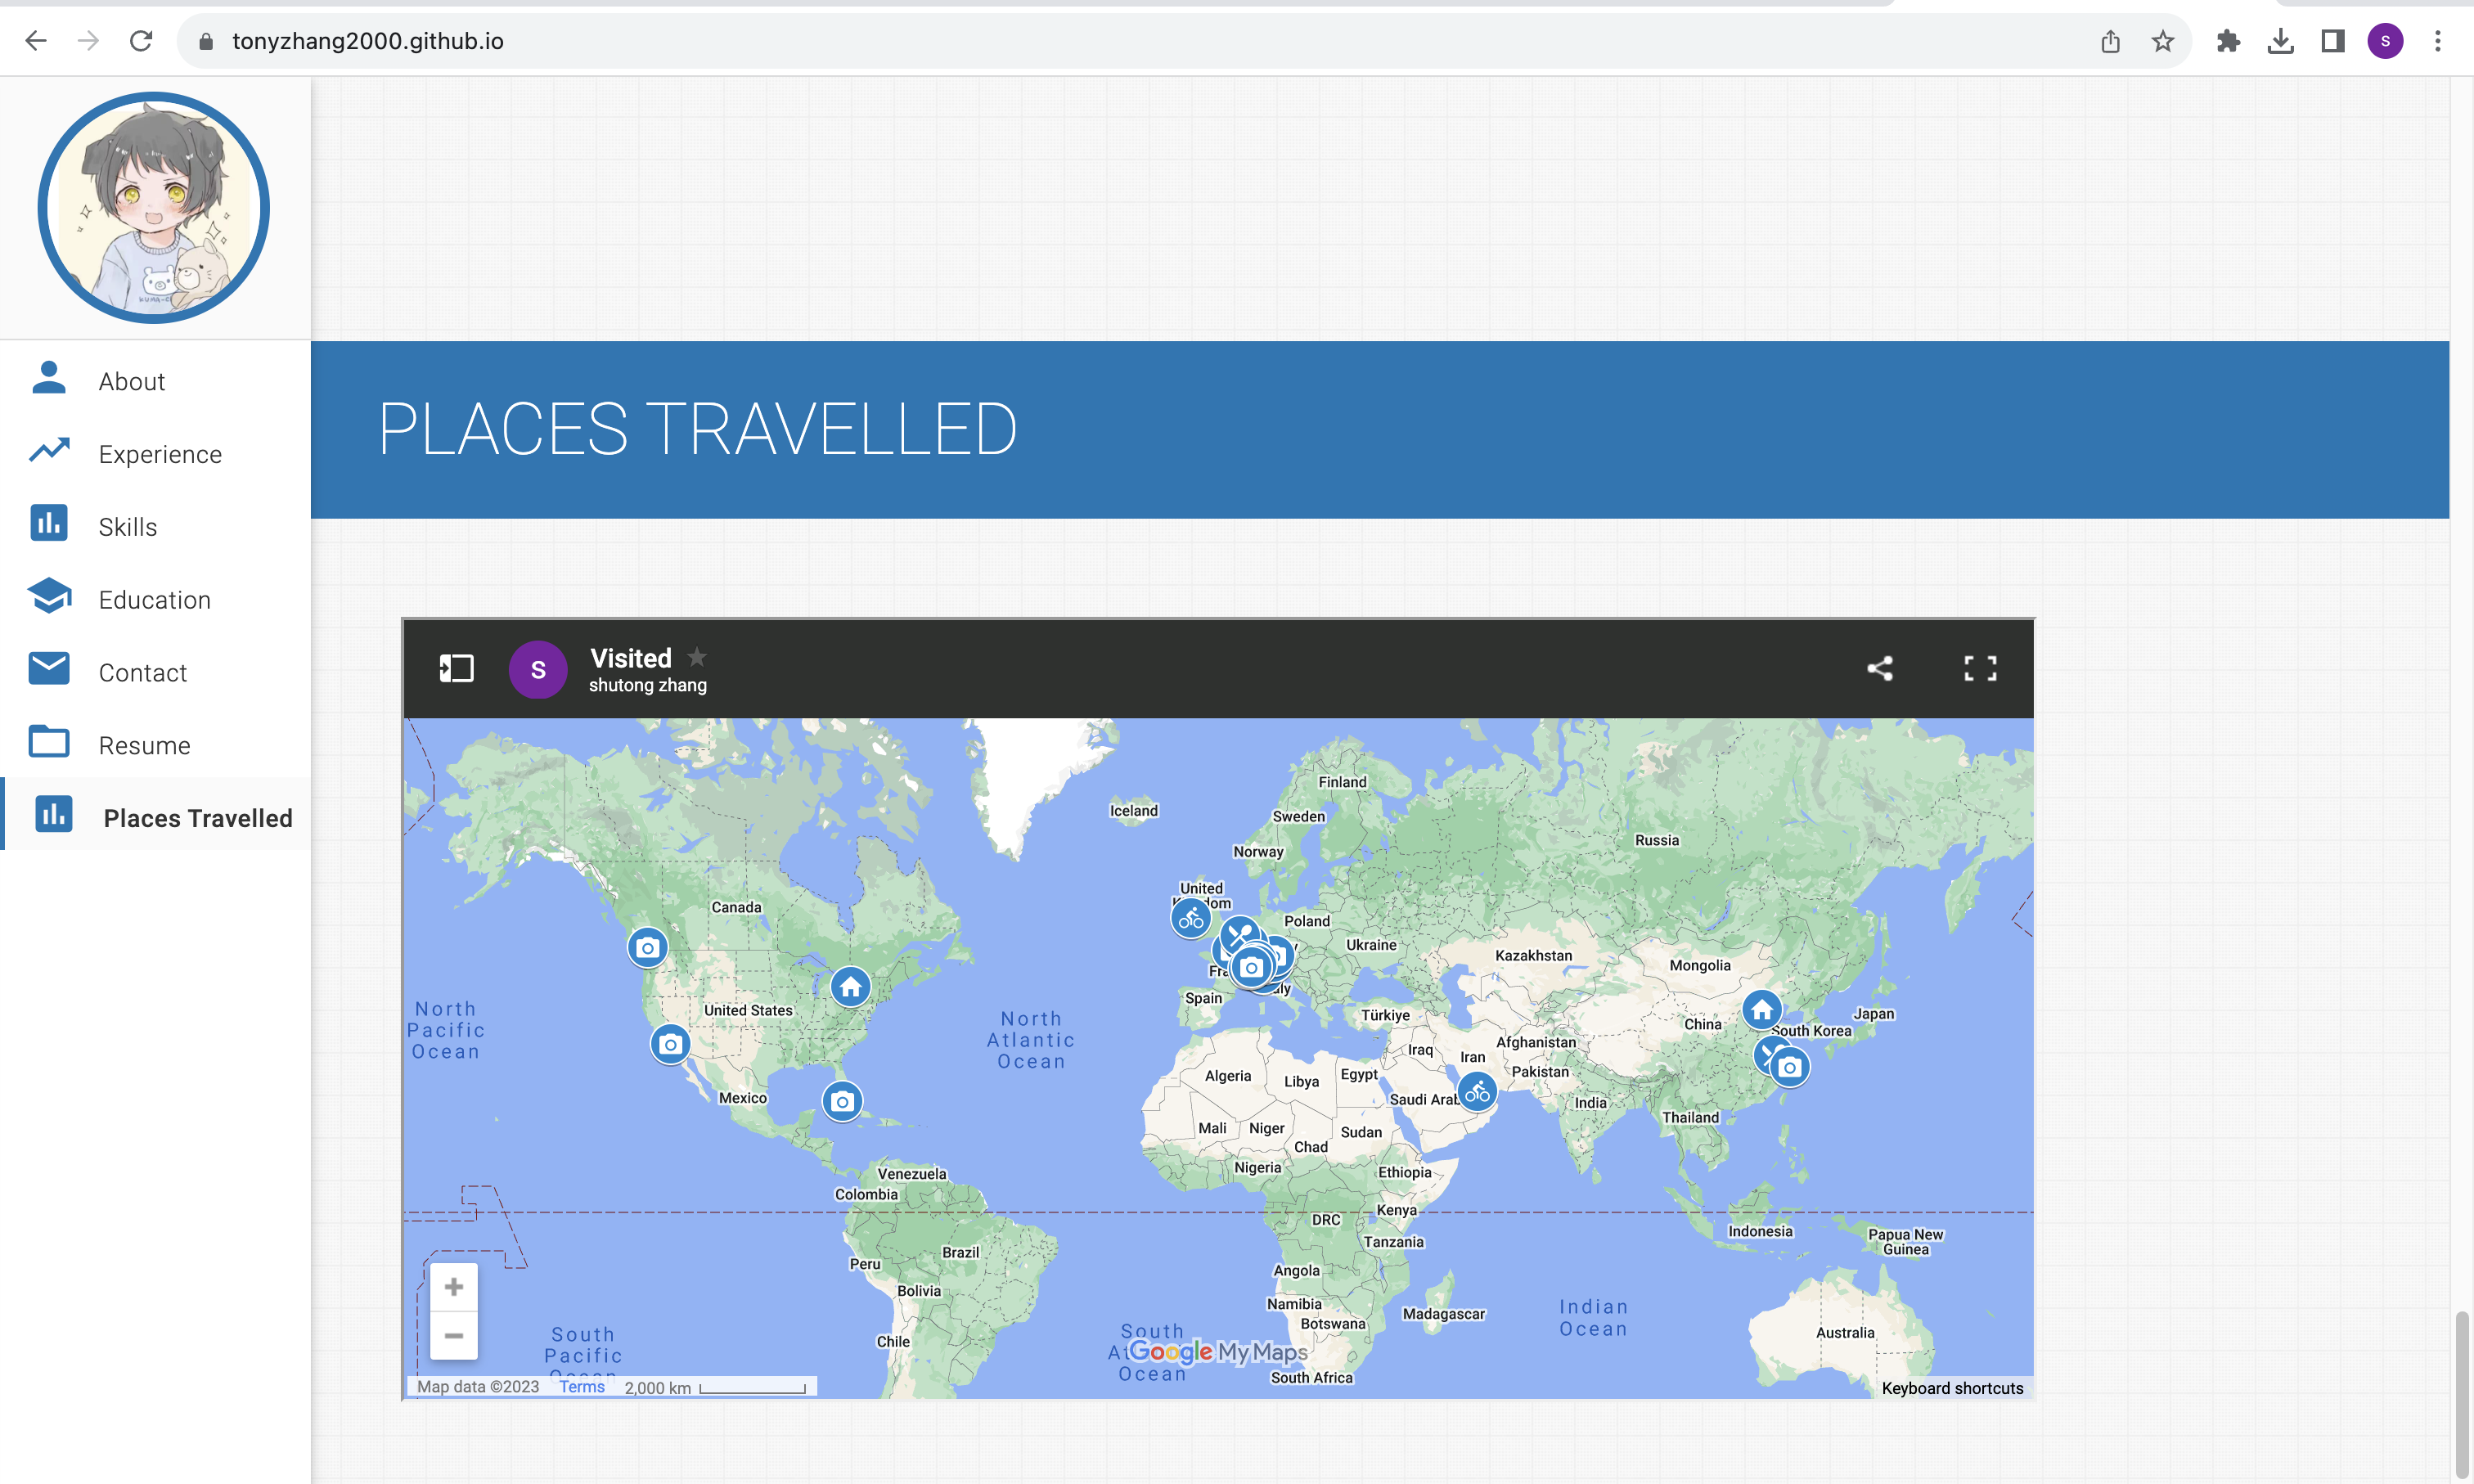 tonyzhang2000.github.io
S
KUMA-
About
Experience
Skills
Education
Contact
Resume
Places Travelled
PLACES TRAVELLED
S
Visited
shutong zhang
Finland
Iceland
Sweden
Russia
Norway
United
Canada
Poland
Ukraine
Kazakhstan
Mongolia
Spain
United States
North
Pacific
Ocean
North
Atlantic
Ocean
Türkiye
China
Japan
South Korea
Iraq
Iran
Afghanistan
Algeria
Libya
Egypt
Pakistan
Mexico
Saudi Arab
India
Thailand
Mali
Niger
Chad
Sudan
Venezuela
Nigeria
Ethiopia
Colombia
DRC
Kenya
Tanzania
Indonesia
Papua New
Guinea
Brazil
Peru
Angola
Bolivia
Namibia
Botswana
Madagascar
Indian
Ocean
Australia
Chile
South
Pacific
Ocean
South
At
Ocean
Google My Maps
South Africa
Map data ©2023 Terms 2,000 km
Keyboard shortcuts